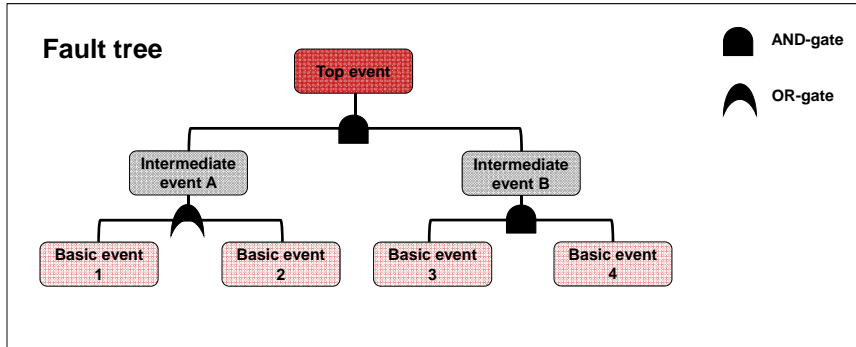 Fault tree
AND-gate
Top event
OR-gate
Intermediate
event A
Intermediate
event B
Basic event
1
Basic event
2
Basic event
3
Basic event
4